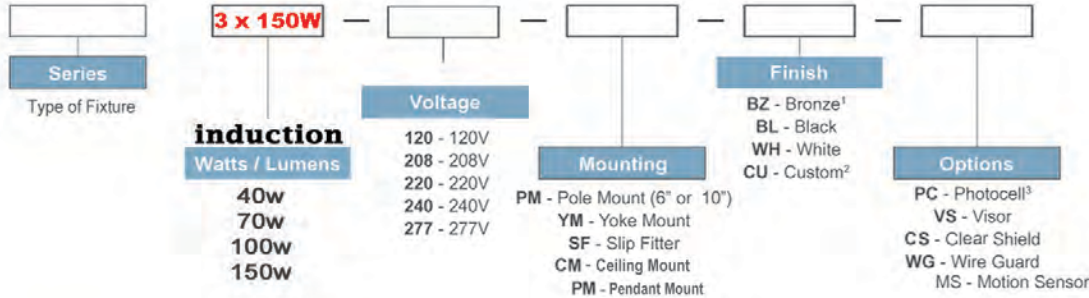 3 x 150W
Series
Type of Fixture
induction
Watts / Lumens
40w
70w
100w
150w
Voltage
120 - 120V
208 - 208V
220 - 220V
240 - 240V
277 - 277V
Mounting
PM - Pole Mount (6" or 10")
YM - Yoke Mount
SF - Slip Fitter
CM - Ceiling Mount
PM - Pendant Mount
Finish
BZ - Bronze¹
BL - Black
WH - White
CU - Custom²
Options
PC - Photocell³
VS - Visor
CS - Clear Shield
WG - Wire Guard
MS - Motion Sensor